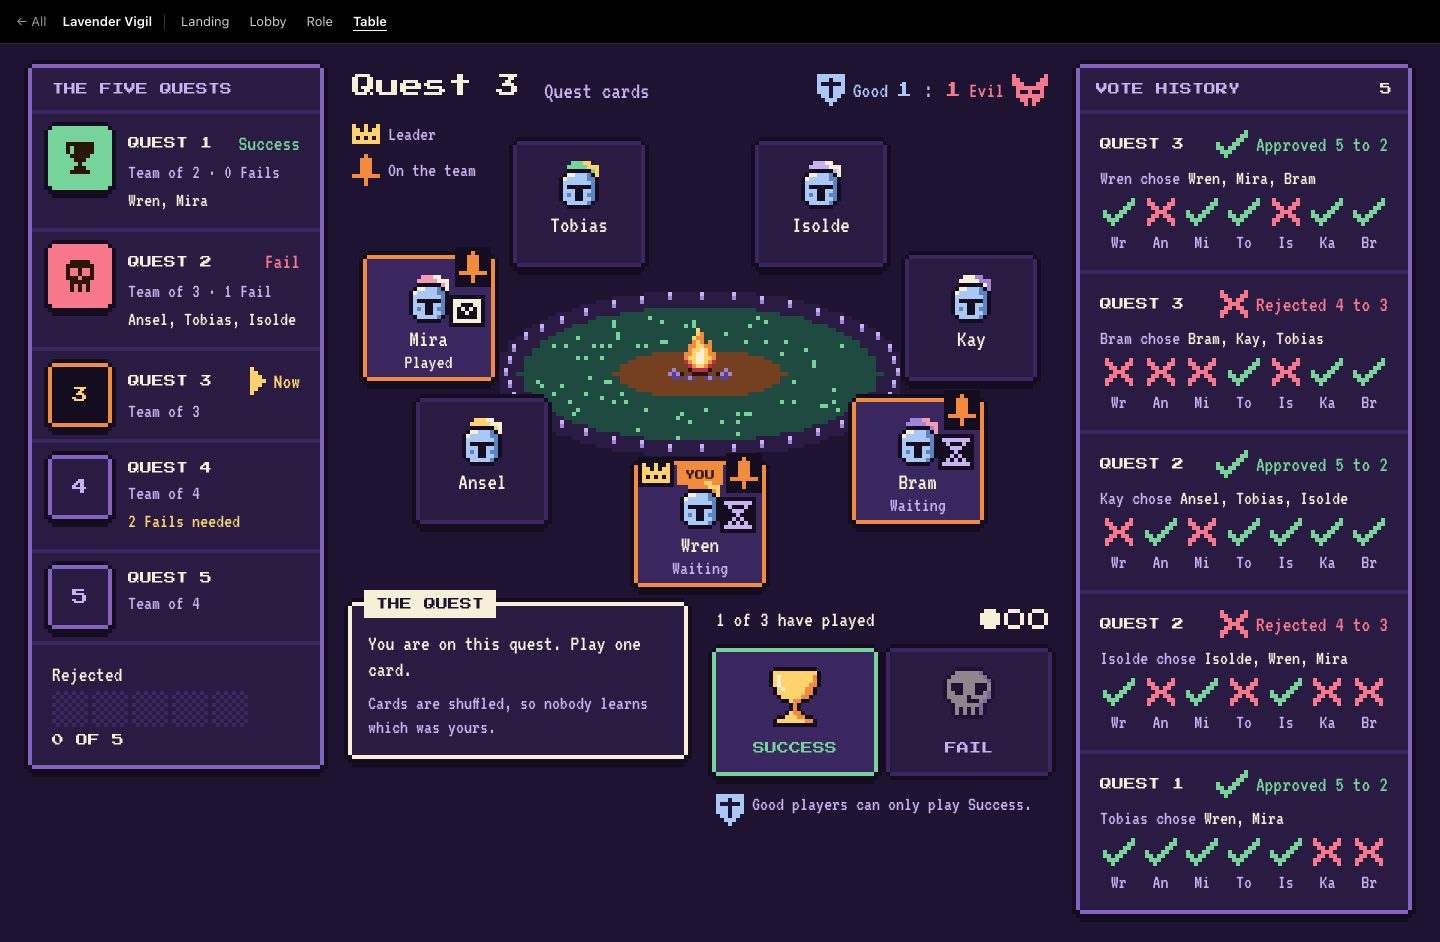 ← All Lavender Vigil Landing Lobby Role Table
THE FIVE QUESTS
QUEST 1 Success
Team of 2 · 0 Fails
Wren, Mira
QUEST 2 Fail
Team of 3 · 1 Fail
Ansel, Tobias, Isolde
3 QUEST 3 Now
Team of 3
QUEST 4
4 Team of 4
2 Fails needed
QUEST 5
5 Team of 4
Rejected
0 OF 5
Quest 3 Quest cards Good 1 : 1 Evil
Leader
On the team
Tobias
Isolde
Mira
Played
Kay
Ansel
Bram
Waiting
YOU
Wren
Waiting
THE QUEST
You are on this quest. Play one
card.
Cards are shuffled, so nobody learns
which was yours.
1 of 3 have played
SUCCESS
FAIL
Good players can only play Success.
VOTE HISTORY 5
QUEST 3 Approved 5 to 2
Wren chose Wren, Mira, Bram
Wr An Mi To Is Ka Br
QUEST 3 Rejected 4 to 3
Bram chose Bram, Kay, Tobias
Wr An Mi To Is Ka Br
QUEST 2 Approved 5 to 2
Kay chose Ansel, Tobias, Isolde
Wr An Mi To Is Ka Br
QUEST 2 Rejected 4 to 3
Isolde chose Isolde, Wren, Mira
Wr An Mi To Is Ka Br
QUEST 1 Approved 5 to 2
Tobias chose Wren, Mira
Wr An Mi To Is Ka Br